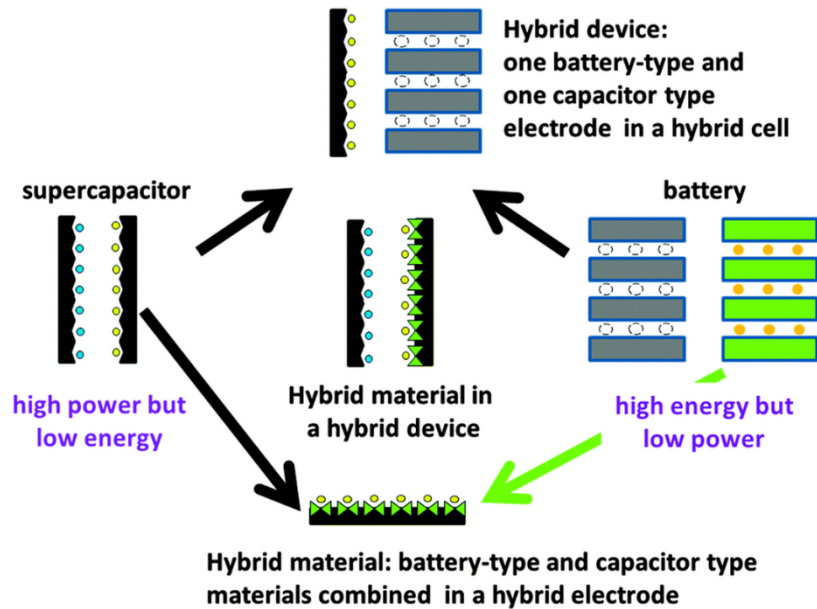 Hybrid device:
one battery-type and
one capacitor type
electrode in a hybrid cell
supercapacitor
battery
high power but
low energy
Hybrid material in
a hybrid device
high energy but
low power
Hybrid material: battery-type and capacitor type
materials combined in a hybrid electrode